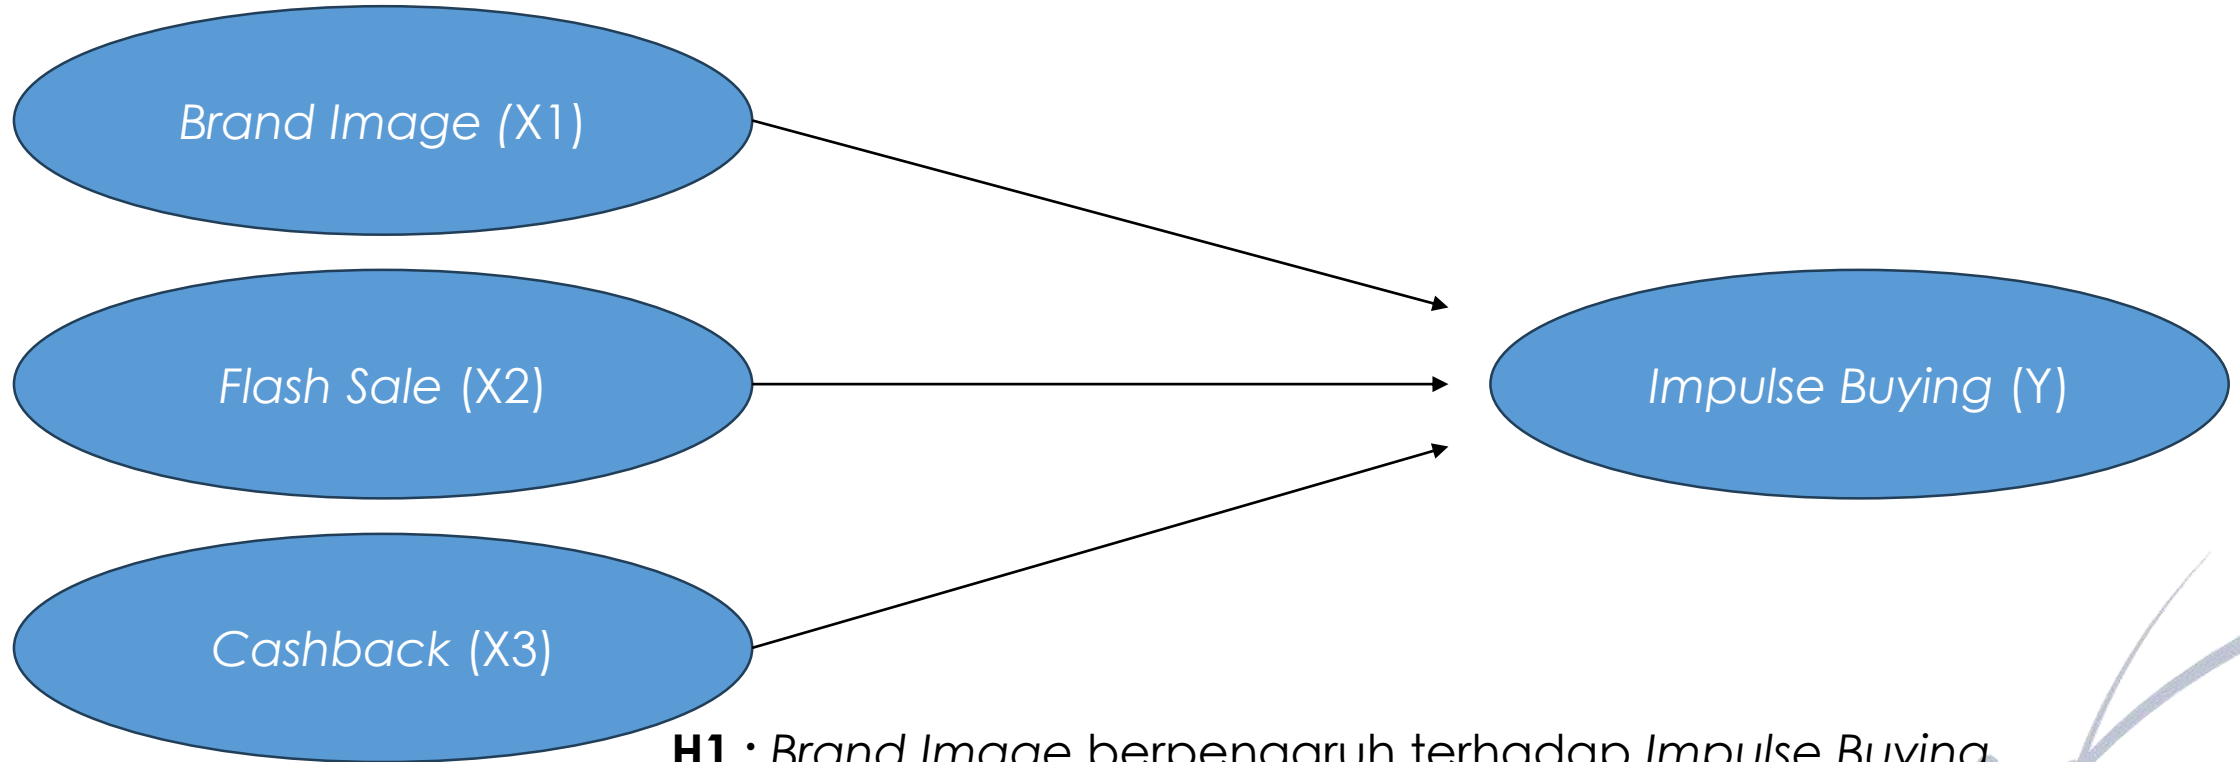 Brand Image (X1)
Flash Sale (X2)
Impulse Buying (Y)
Cashback (X3)
H1 : Brand Image berpengaruh terhadap Impulse Buying